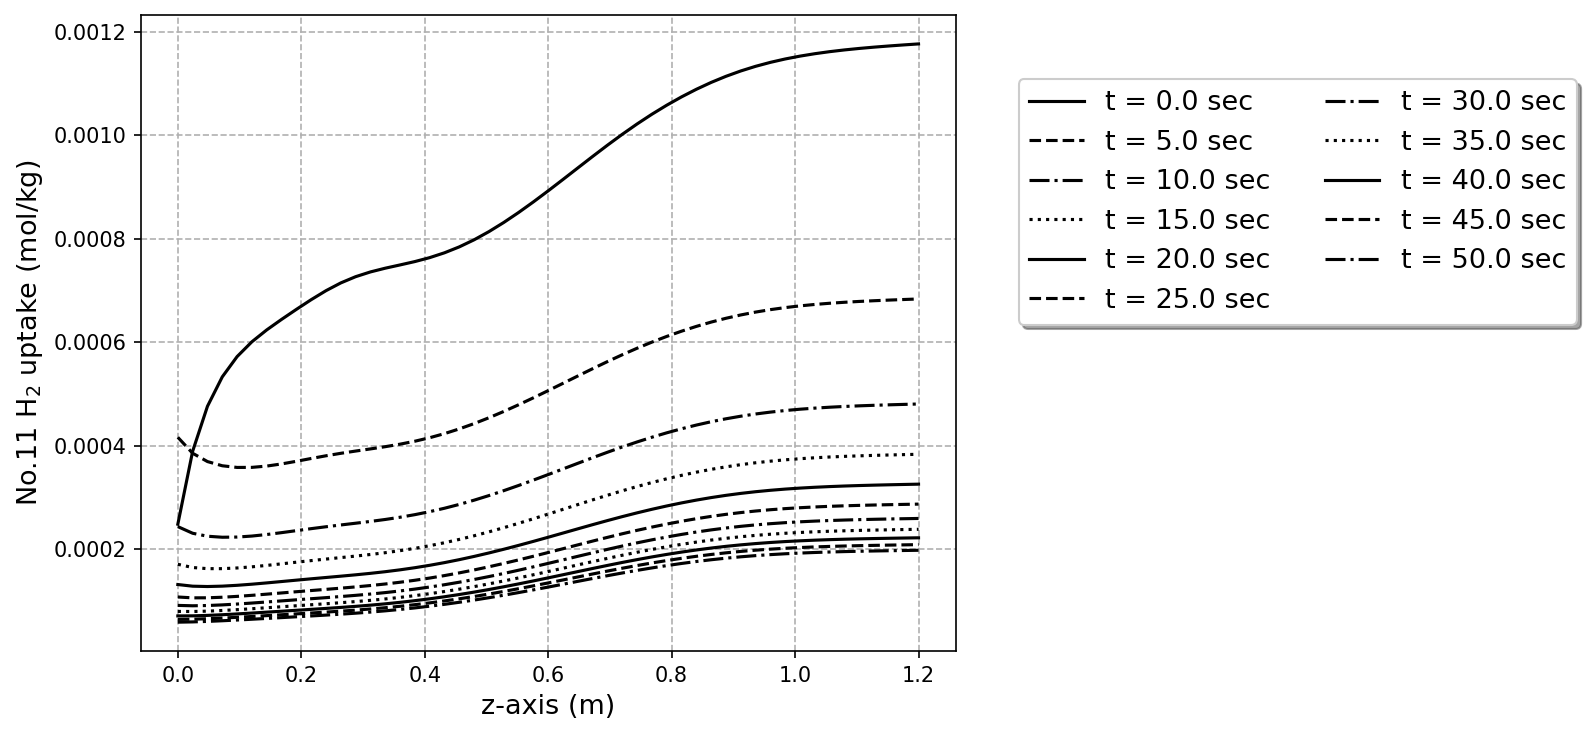 No.11 H₂ uptake (mol/kg)
0.0012
0.0010
0.0008
0.0006
0.0004
0.0002
0.0 0.2 0.4 0.6 0.8 1.0 1.2
z-axis (m)
t = 0.0 sec
t = 5.0 sec
t = 10.0 sec
t = 15.0 sec
t = 20.0 sec
t = 25.0 sec
t = 30.0 sec
t = 35.0 sec
t = 40.0 sec
t = 45.0 sec
t = 50.0 sec